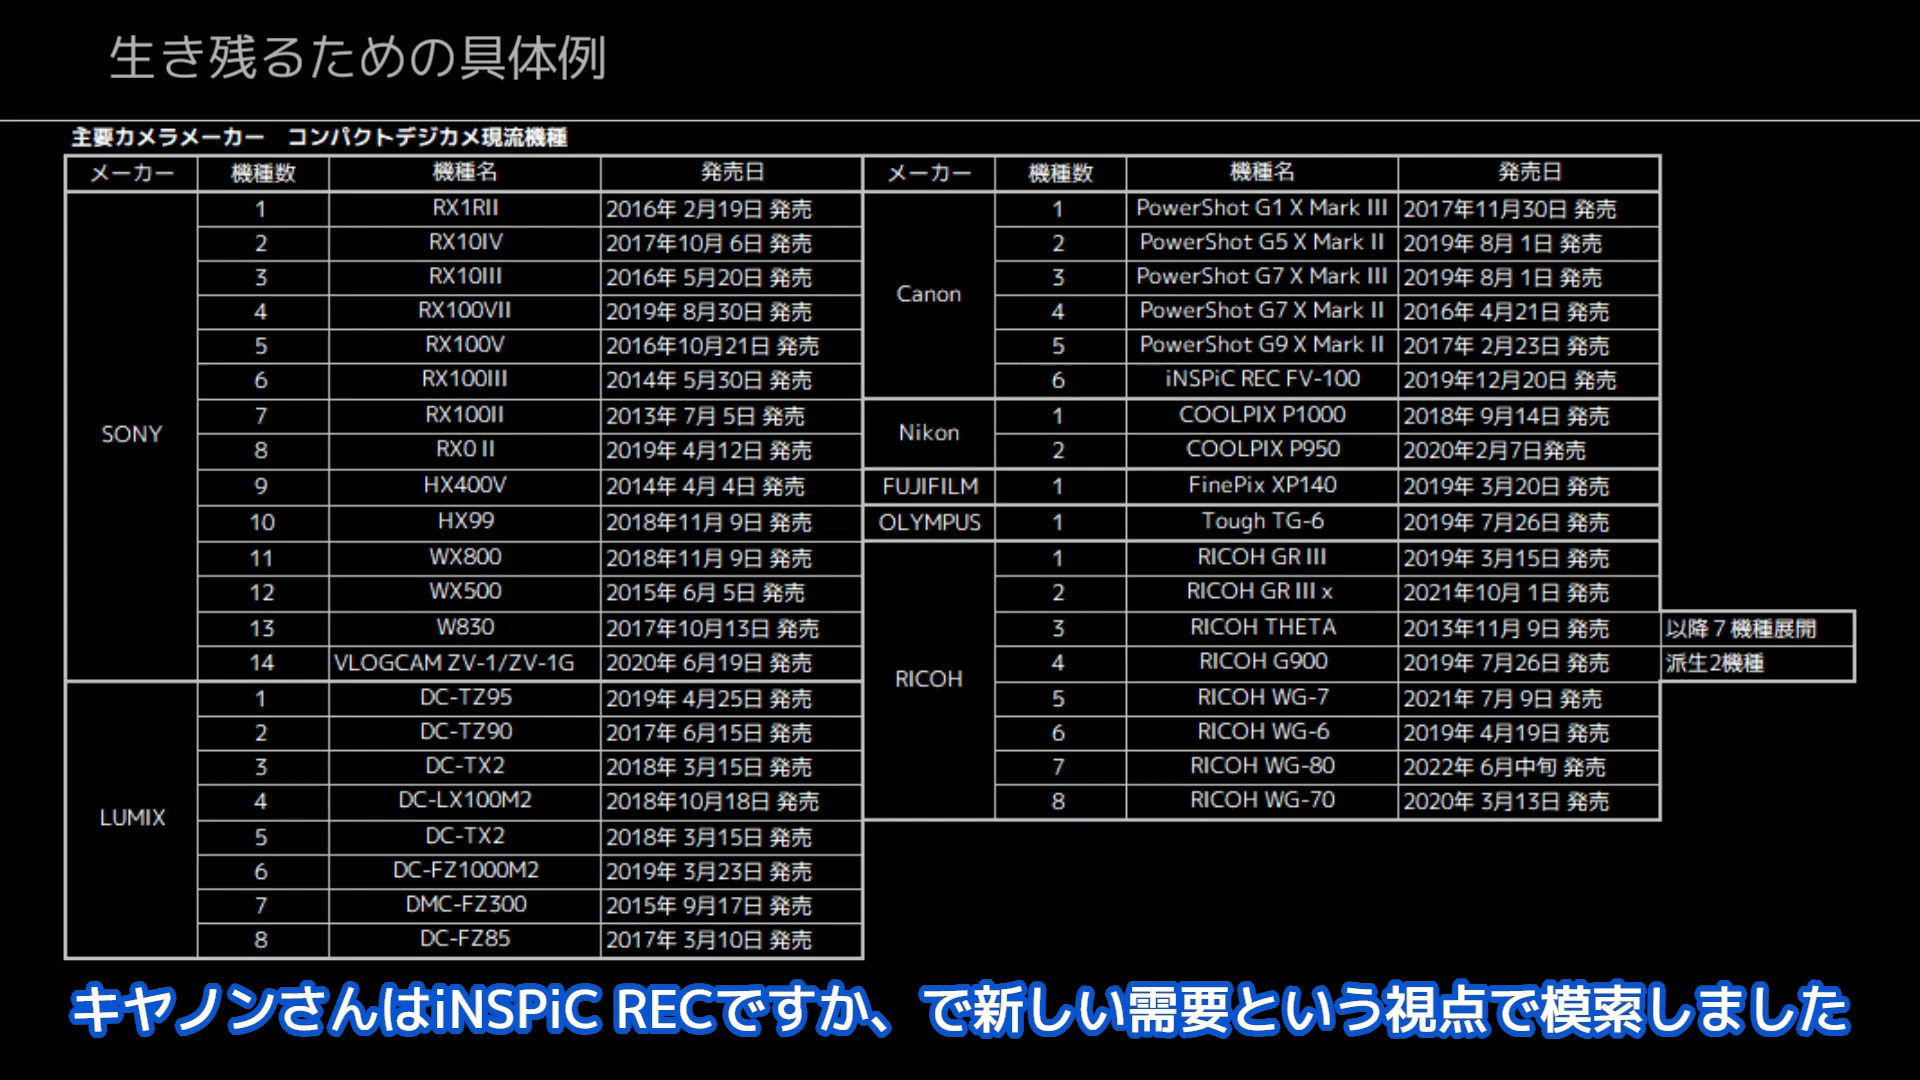 生き残るための具体例
主要カメラメーカー　コンパクトデジカメ現流機種
メーカー 機種数 機種名 発売日
SONY
1 RX1RII 2016年 2月19日 発売
2 RX10IV 2017年10月 6日 発売
3 RX10III 2016年 5月20日 発売
4 RX100VII 2019年 8月30日 発売
5 RX100V 2016年10月21日 発売
6 RX100III 2014年 5月30日 発売
7 RX100II 2013年 7月 5日 発売
8 RX0 II 2019年 4月12日 発売
9 HX400V 2014年 4月 4日 発売
10 HX99 2018年11月 9日 発売
11 WX800 2018年11月 9日 発売
12 WX500 2015年 6月 5日 発売
13 W830 2017年10月13日 発売
14 VLOGCAM ZV-1/ZV-1G 2020年 6月19日 発売
LUMIX
1 DC-TZ95 2019年 4月25日 発売
2 DC-TZ90 2017年 6月15日 発売
3 DC-TX2 2018年 3月15日 発売
4 DC-LX100M2 2018年10月18日 発売
5 DC-TX2 2018年 3月15日 発売
6 DC-FZ1000M2 2019年 3月23日 発売
7 DMC-FZ300 2015年 9月17日 発売
8 DC-FZ85 2017年 3月10日 発売
メーカー 機種数 機種名 発売日
Canon
1 PowerShot G1 X Mark III 2017年11月30日 発売
2 PowerShot G5 X Mark II 2019年 8月 1日 発売
3 PowerShot G7 X Mark III 2019年 8月 1日 発売
4 PowerShot G7 X Mark II 2016年 4月21日 発売
5 PowerShot G9 X Mark II 2017年 2月23日 発売
6 iNSPiC REC FV-100 2019年12月20日 発売
Nikon
1 COOLPIX P1000 2018年 9月14日 発売
2 COOLPIX P950 2020年2月7日発売
FUJIFILM 1 FinePix XP140 2019年 3月20日 発売
OLYMPUS 1 Tough TG-6 2019年 7月26日 発売
RICOH
1 RICOH GR III 2019年 3月15日 発売
2 RICOH GR III x 2021年10月 1日 発売
3 RICOH THETA 2013年11月 9日 発売 以降７機種展開
4 RICOH G900 2019年 7月26日 発売 派生2機種
5 RICOH WG-7 2021年 7月 9日 発売
6 RICOH WG-6 2019年 4月19日 発売
7 RICOH WG-80 2022年 6月中旬 発売
8 RICOH WG-70 2020年 3月13日 発売
キヤノンさんはiNSPiC RECですか、で新しい需要という視点で模索しました